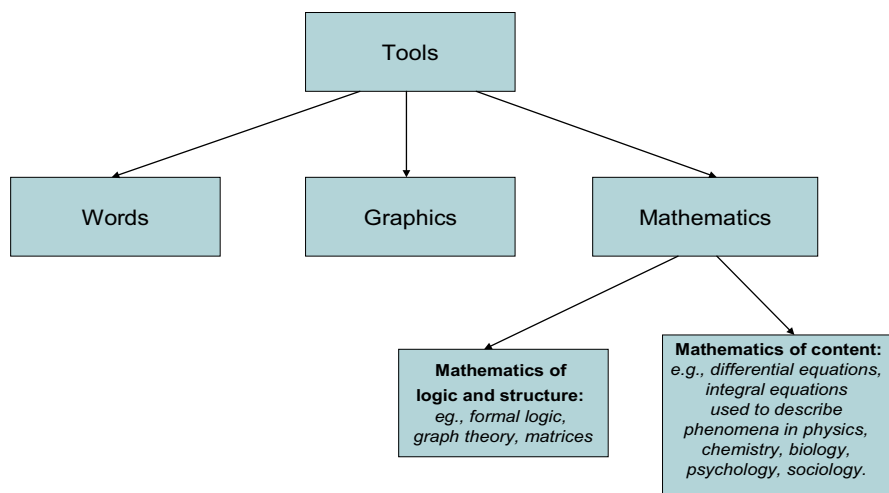 Tools
Words
Graphics
Mathematics
Mathematics of
logic and structure:
eg., formal logic,
graph theory, matrices
Mathematics of content:
e.g., differential equations,
integral equations
used to describe
phenomena in physics,
chemistry, biology,
psychology, sociology.